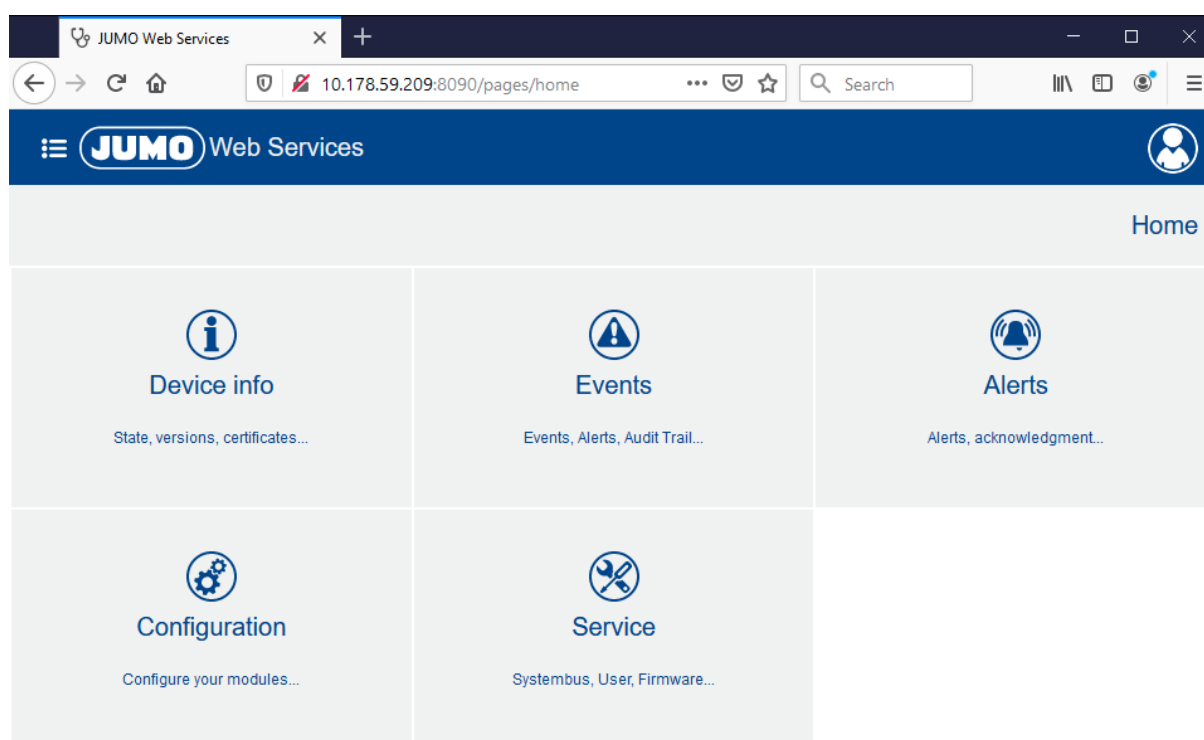 JUMO Web Services
10.178.59.209:8090/pages/home
Search
JUMO Web Services
Home
Device info
Events
Alerts
State, versions, certificates...
Events, Alerts, Audit Trail...
Alerts, acknowledgment...
Configuration
Service
Configure your modules...
Systembus, User, Firmware...